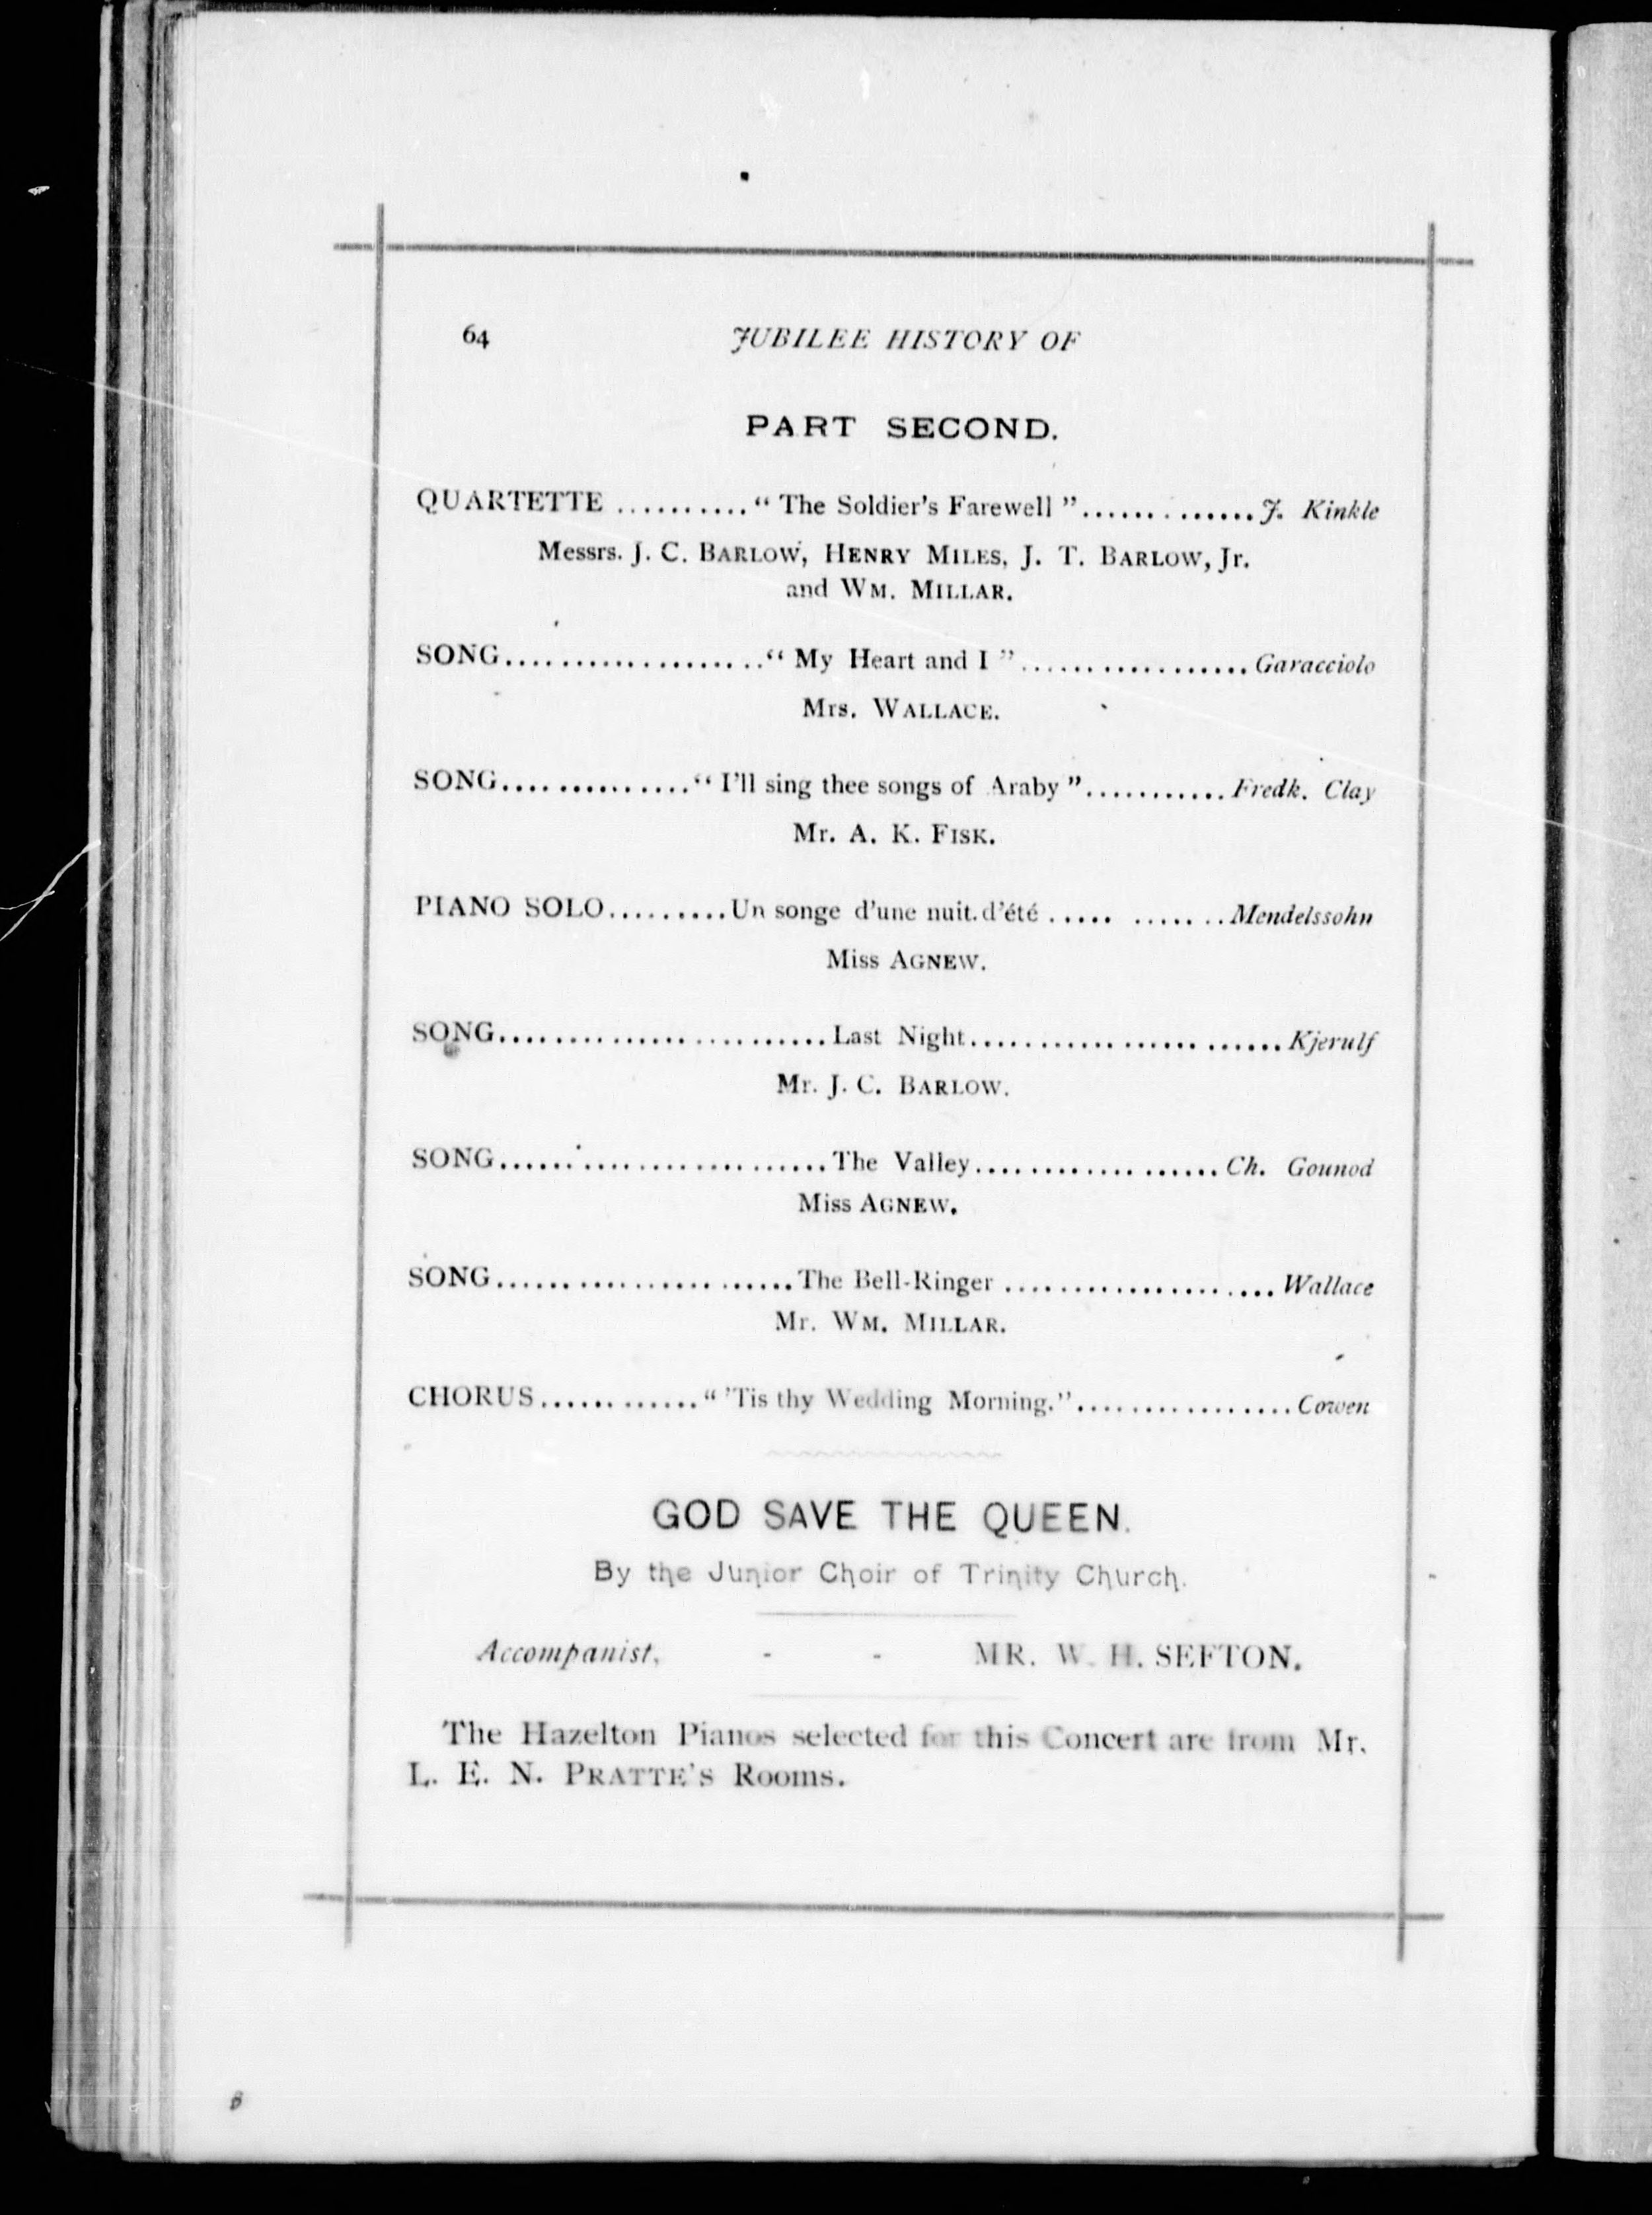 64 JUBILEE HISTORY OF
PART SECOND.
QUARTETTE .......... “ The Soldier’s Farewell ” ............. J. Kinkle
Messrs. J. C. BARLOW, HENRY MILES, J. T. BARLOW, Jr.
and WM. MILLAR.
SONG................... “ My Heart and I ” ................. Garacciolo
Mrs. WALLACE.
SONG.............. “ I’ll sing thee songs of Araby ” ........... Fredk. Clay
Mr. A. K. FISK.
PIANO SOLO......... Un songe d’une nuit d’été ..... ....... Mendelssohn
Miss AGNEW.
SONG........................ Last Night....................... Kjerulf
Mr. J. C. BARLOW.
SONG........................ The Valley.................. Ch. Gounod
Miss AGNEW.
SONG...................... The Bell-Ringer .................... Wallace
Mr. WM. MILLAR.
CHORUS............ “ ’Tis thy Wedding Morning.” ................ Cowen
GOD SAVE THE QUEEN.
By the Junior Choir of Trinity Church.
Accompanist, - - MR. W. H. SEFTON.
The Hazelton Pianos selected for this Concert are from Mr.
L. E. N. PRATTE’S Rooms.